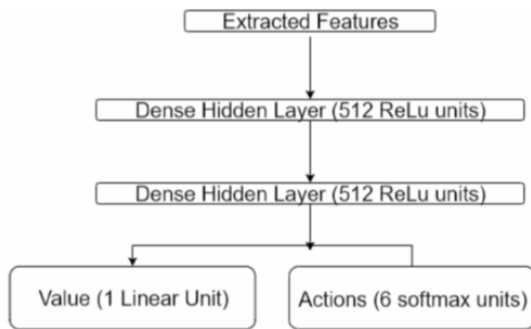 Extracted Features
Dense Hidden Layer (512 ReLu units)
Dense Hidden Layer (512 ReLu units)
Value (1 Linear Unit)
Actions (6 softmax units)